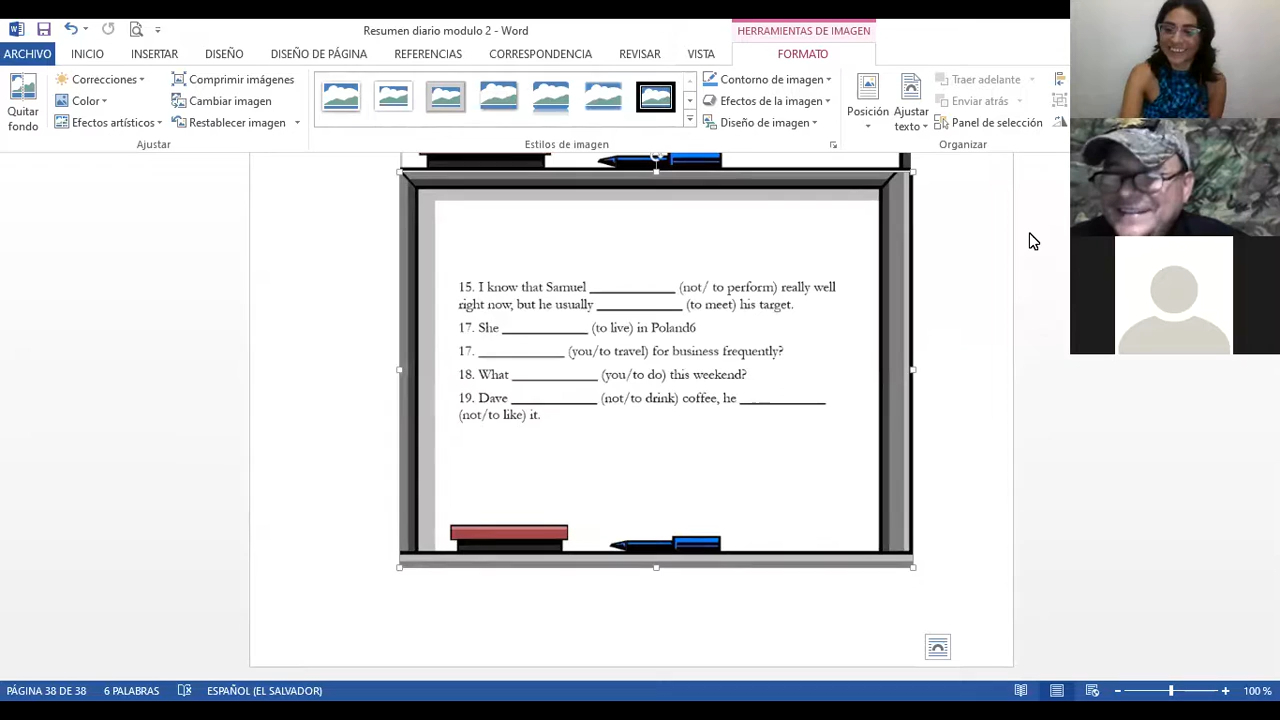 Resumen diario modulo 2 - Word
HERRAMIENTAS DE IMAGEN
ARCHIVO INICIO INSERTAR DISEÑO DISEÑO DE PÁGINA REFERENCIAS CORRESPONDENCIA REVISAR VISTA FORMATO
Quitar fondo
Correcciones
Color
Efectos artísticos
Comprimir imágenes
Cambiar imagen
Restablecer imagen
Contorno de imagen
Efectos de la imagen
Diseño de imagen
Posición
Ajustar texto
Traer adelante
Enviar atrás
Panel de selección
Ajustar
Estilos de imagen
Organizar
15. I know that Samuel ____________ (not/ to perform) really well
right now, but he usually ____________ (to meet) his target.
17. She ____________ (to live) in Poland6
17. ____________ (you/to travel) for business frequently?
18. What ____________ (you/to do) this weekend?
19. Dave ____________ (not/to drink) coffee, he ____________
(not/to like) it.
PÁGINA 38 DE 38 6 PALABRAS ESPAÑOL (EL SALVADOR) 100 %